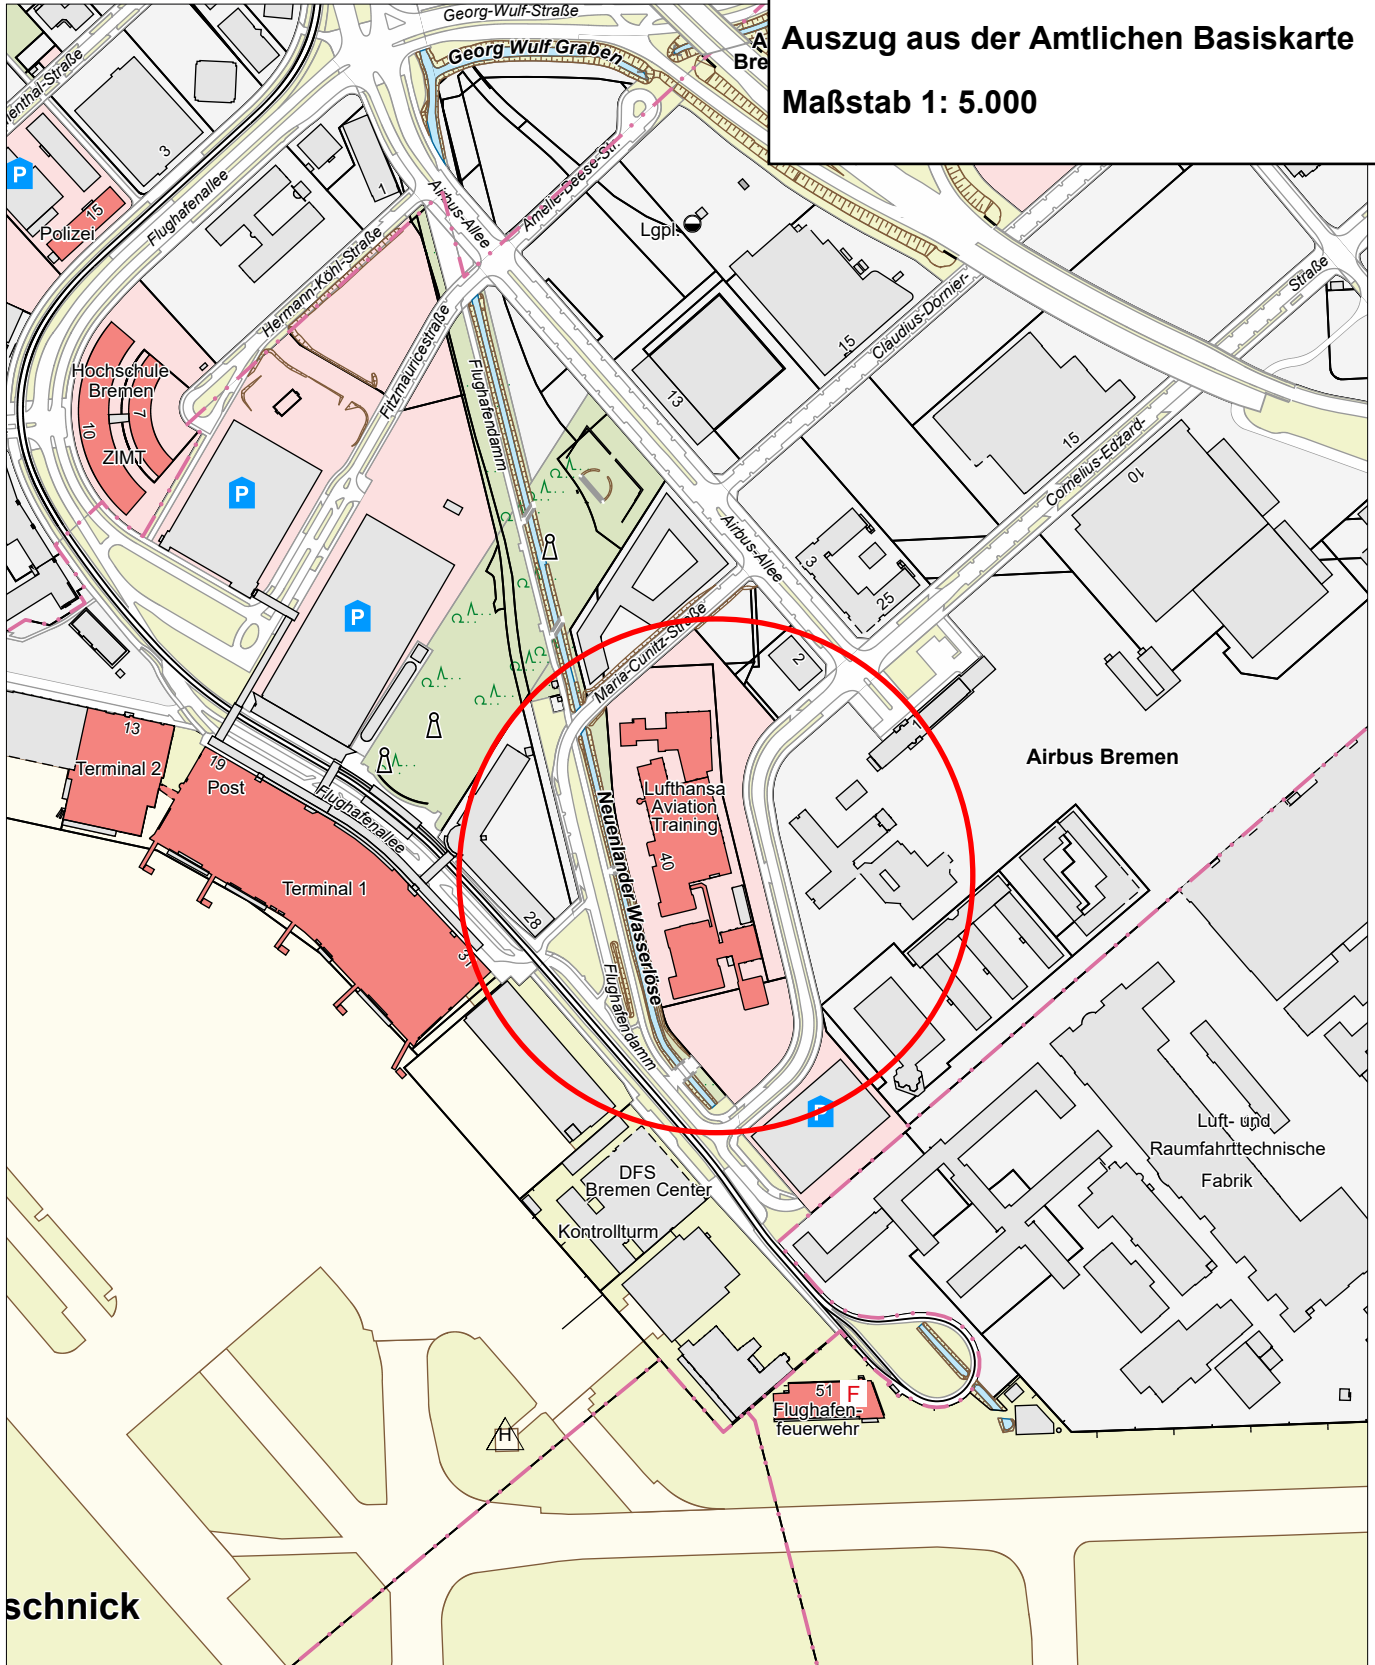 Auszug aus der Amtlichen Basiskarte
Maßstab 1: 5.000
Georg-Wulf-Straße
Georg Wulf Graben
A
Bre
enthal-Straße
P
3
15
Polizei
Flughafenallee
1
Airbus-Allee
Amelie-Beese-Str.
Lgpl.
Hermann-Köhl-Straße
Fitzmauricestraße
Flughafendamm
Claudius-Dornier-
Straße
15
13
15
10
Cornelius-Edzard-
Hochschule
Bremen
7
10
ZIMT
P
P
Airbus-Allee
3
25
Maria-Cunitz-Straße
2
1
Airbus Bremen
13
Terminal 2
19
Post
Flughafenallee
Terminal 1
31
28
Lufthansa
Aviation
Training
40
Neuenlander Wasserlöse
Flughafendamm
P
Luft- und
Raumfahrttechnische
Fabrik
DFS
Bremen Center
Kontrollturm
51
F
Flughafen-
feuerwehr
H
schnick